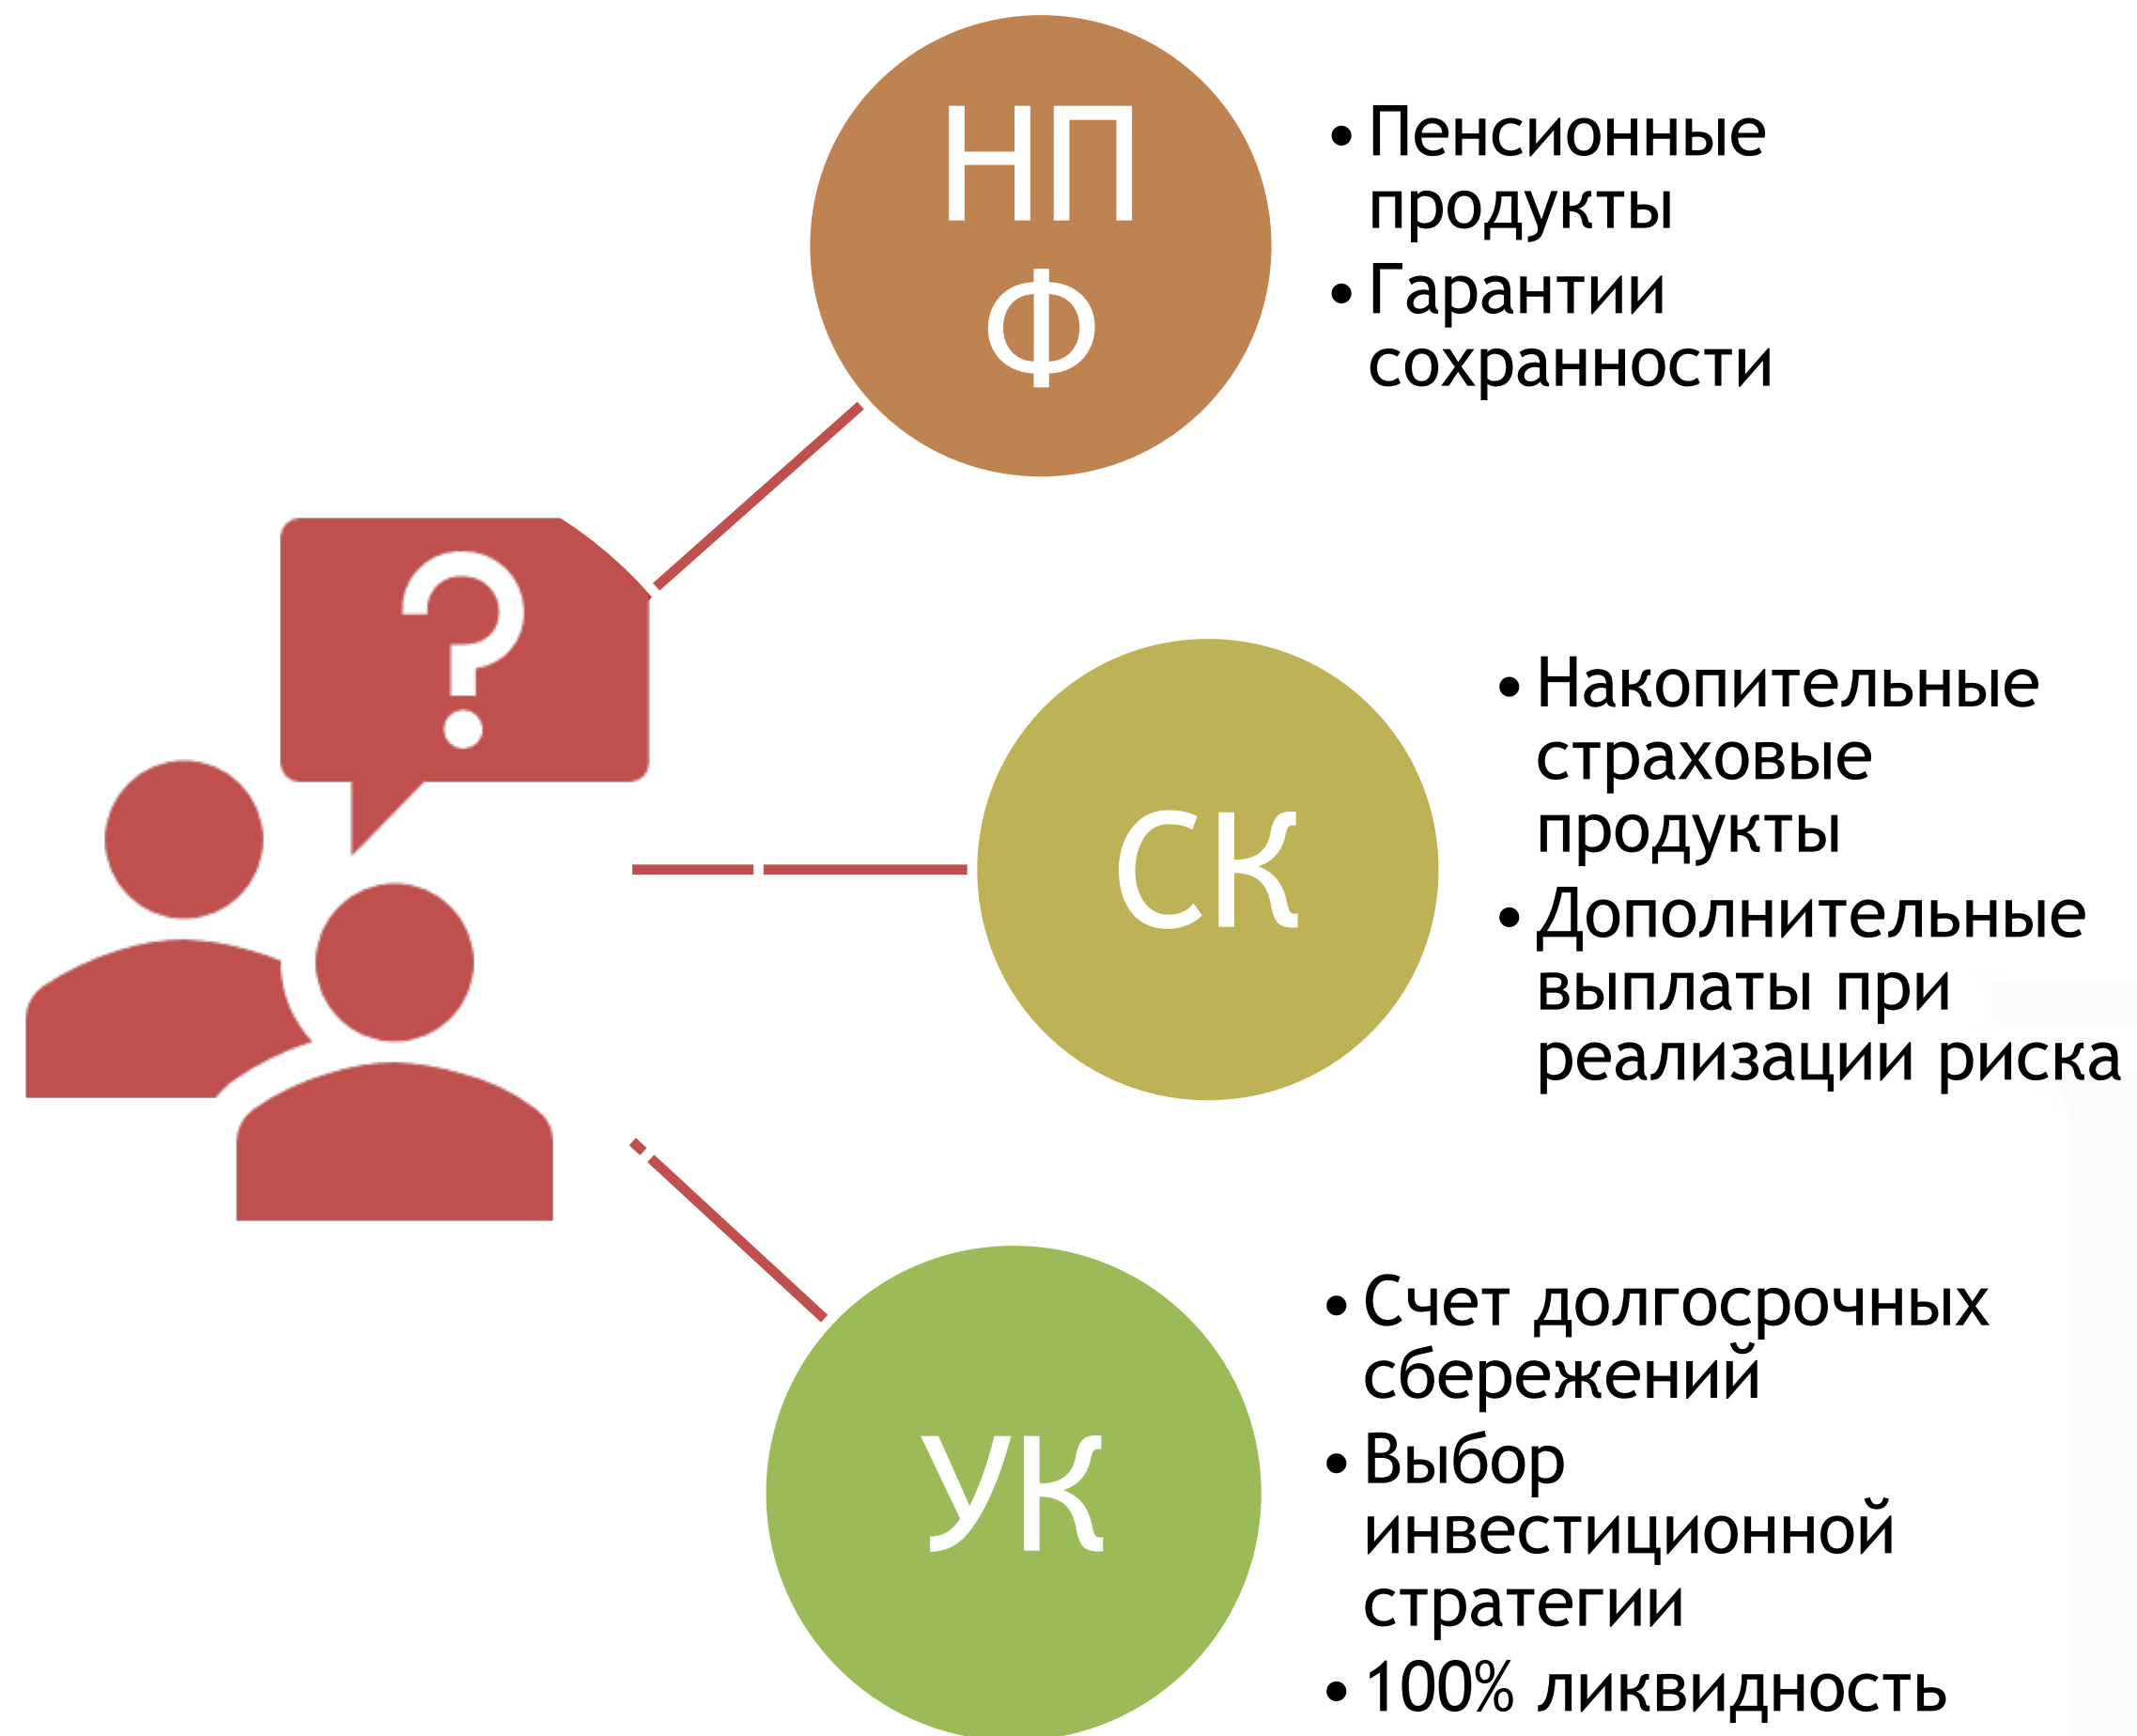 НП
Ф
• Пенсионные
продукты
• Гарантии
сохранности
?
СК
• Накопительные
страховые
продукты
• Дополнительные
выплаты при
реализации риска
УК
• Счет долгосрочных
сбережений
• Выбор
инвестиционной
стратегии
• 100% ликвидность